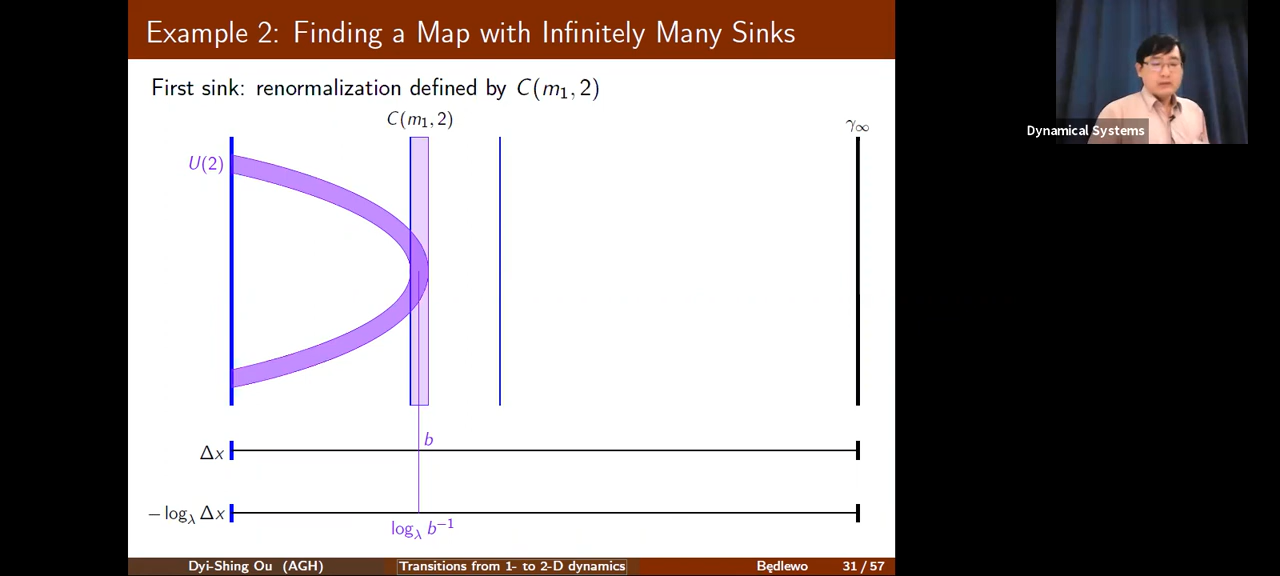 Example 2: Finding a Map with Infinitely Many Sinks
First sink: renormalization defined by C(m₁, 2)
C(m₁, 2)
γ∞
U(2)
Dynamical Systems
b
Δx
− log_λ Δx
log_λ b⁻¹
Dyi-Shing Ou (AGH) Transitions from 1- to 2-D dynamics Będlewo 31 / 57